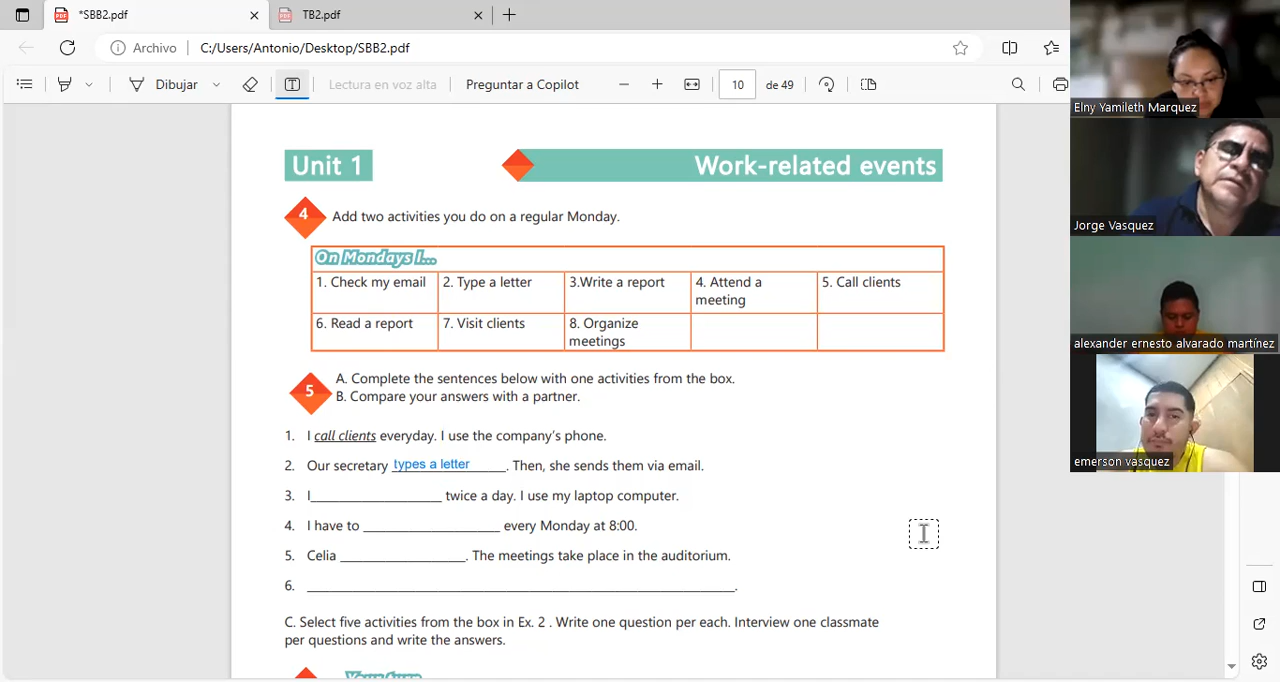 *SBB2.pdf
TB2.pdf
Archivo
C:/Users/Antonio/Desktop/SBB2.pdf
Dibujar
Lectura en voz alta
Preguntar a Copilot
10
de 49
Unit 1
Work-related events
4
Add two activities you do on a regular Monday.
On Mondays I...
1. Check my email
2. Type a letter
3.Write a report
4. Attend a
meeting
5. Call clients
6. Read a report
7. Visit clients
8. Organize
meetings
5
A. Complete the sentences below with one activities from the box.
B. Compare your answers with a partner.
1. I call clients everyday. I use the company's phone.
2. Our secretary types a letter_____. Then, she sends them via email.
3. I__________________ twice a day. I use my laptop computer.
4. I have to ___________________ every Monday at 8:00.
5. Celia _________________. The meetings take place in the auditorium.
6. ____________________________________________________________.
C. Select five activities from the box in Ex. 2 . Write one question per each. Interview one classmate
per questions and write the answers.
Elny Yamileth Marquez
Jorge Vasquez
alexander ernesto alvarado martínez
emerson vasquez